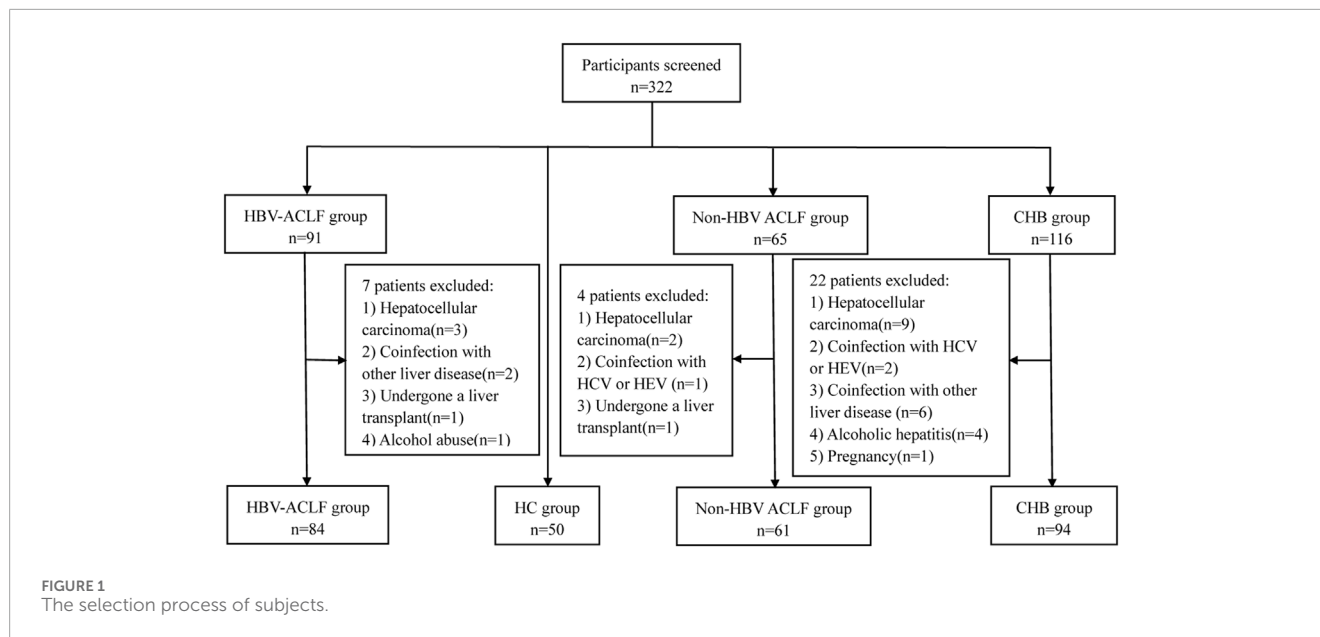 Participants screened
n=322
HBV-ACLF group
n=91
Non-HBV ACLF group
n=65
CHB group
n=116
7 patients excluded:
1) Hepatocellular
carcinoma(n=3)
2) Coinfection with
other liver disease(n=2)
3) Undergone a liver
transplant(n=1)
4) Alcohol abuse(n=1)
4 patients excluded:
1) Hepatocellular
carcinoma(n=2)
2) Coinfection with
HCV or HEV (n=1)
3) Undergone a liver
transplant(n=1)
22 patients excluded:
1) Hepatocellular
carcinoma(n=9)
2) Coinfection with HCV
or HEV(n=2)
3) Coinfection with other
liver disease (n=6)
4) Alcoholic hepatitis(n=4)
5) Pregnancy(n=1)
HBV-ACLF group
n=84
HC group
n=50
Non-HBV ACLF group
n=61
CHB group
n=94
FIGURE 1
The selection process of subjects.